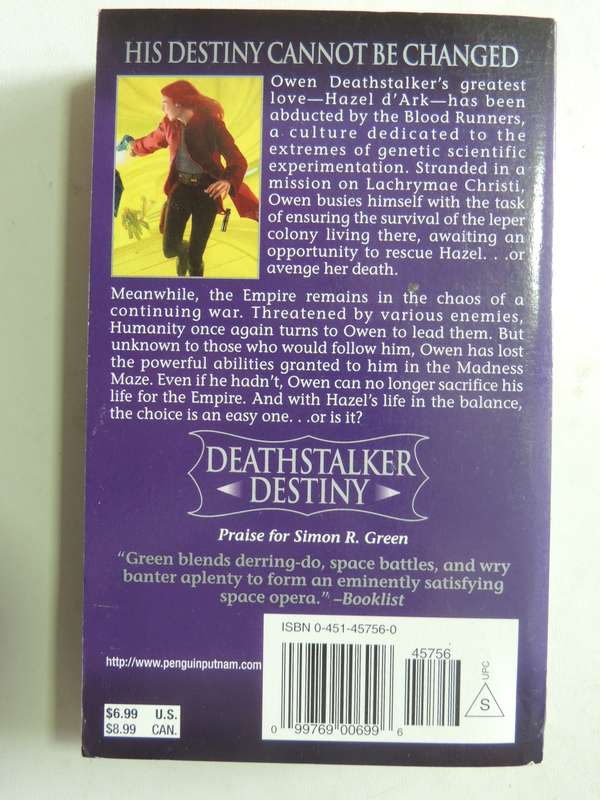 HIS DESTINY CANNOT BE CHANGED
Owen Deathstalker's greatest
love—Hazel d'Ark—has been
abducted by the Blood Runners,
a culture dedicated to the
extremes of genetic scientific
experimentation. Stranded in a
mission on Lachrymae Christi,
Owen busies himself with the task
of ensuring the survival of the leper
colony living there, awaiting an
opportunity to rescue Hazel. . .or
avenge her death.
Meanwhile, the Empire remains in the chaos of a
continuing war. Threatened by various enemies,
Humanity once again turns to Owen to lead them. But
unknown to those who would follow him, Owen has lost
the powerful abilities granted to him in the Madness
Maze. Even if he hadn't, Owen can no longer sacrifice his
life for the Empire. And with Hazel's life in the balance,
the choice is an easy one. . .or is it?
DEATHSTALKER
DESTINY
Praise for Simon R. Green
"Green blends derring-do, space battles, and wry
banter aplenty to form an eminently satisfying
space opera." –Booklist
ISBN 0-451-45756-0
45756
UPC
S
http://www.penguinputnam.com
0 99769 00699 6
$6.99 U.S.
$8.99 CAN.